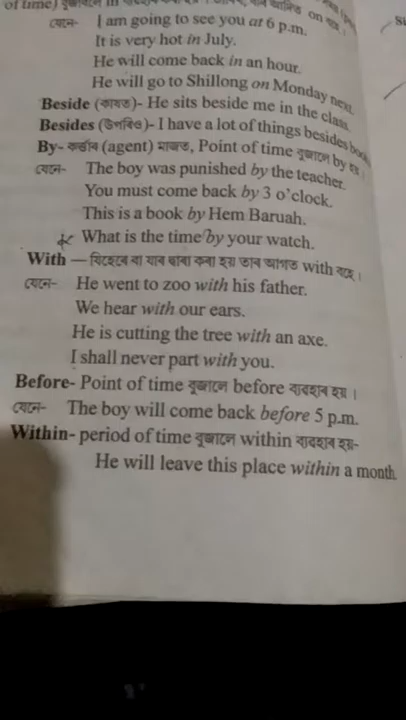 of time) বুজাবলৈ in
যেনে- I am going to see you at 6 p.m.
It is very hot in July.
He will come back in an hour.
He will go to Shillong on Monday next.
Beside (কাষত)- He sits beside me in the class.
Besides (উপৰিও)- I have a lot of things besides
By- কৰ্তাৰ (agent) মাজত, Point of time বুজালে by হয়।
যেনে- The boy was punished by the teacher.
You must come back by 3 o'clock.
This is a book by Hem Baruah.
What is the time by your watch.
With — যিহেৰে বা যাৰ দ্বাৰা কৰা হয় তাৰ আগত with বহে।
যেনে- He went to zoo with his father.
We hear with our ears.
He is cutting the tree with an axe.
I shall never part with you.
Before- Point of time বুজালে before ব্যৱহাৰ হয়।
যেনে- The boy will come back before 5 p.m.
Within- period of time বুজালে within ব্যৱহাৰ হয়-
He will leave this place within a month.